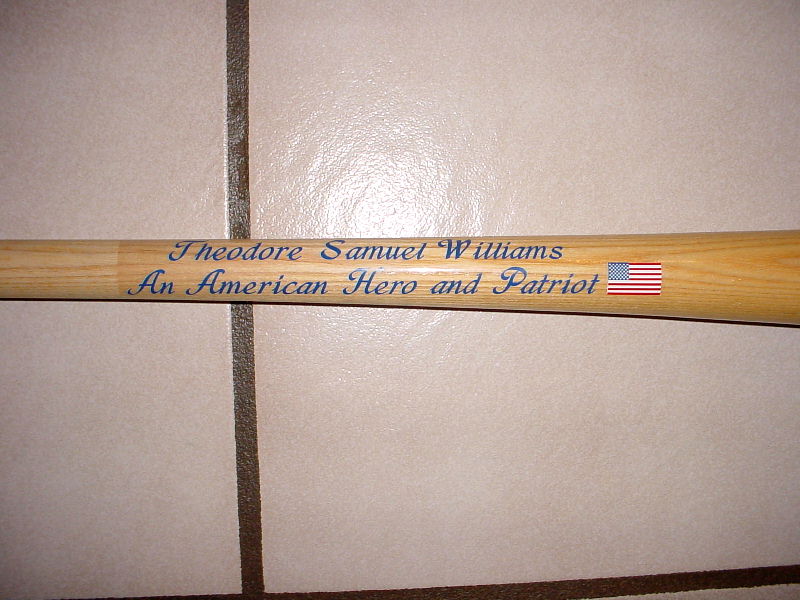 Theodore Samuel Williams
An American Hero and Patriot